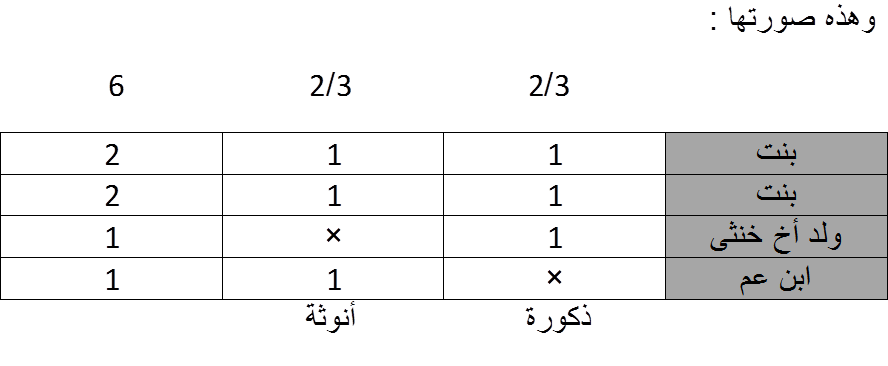 وهذه صورتها :
2/3 2/3 6
بنت 1 1 2
بنت 1 1 2
ولد أخ خنثى 1 × 1
ابن عم × 1 1
ذكورة أنوثة